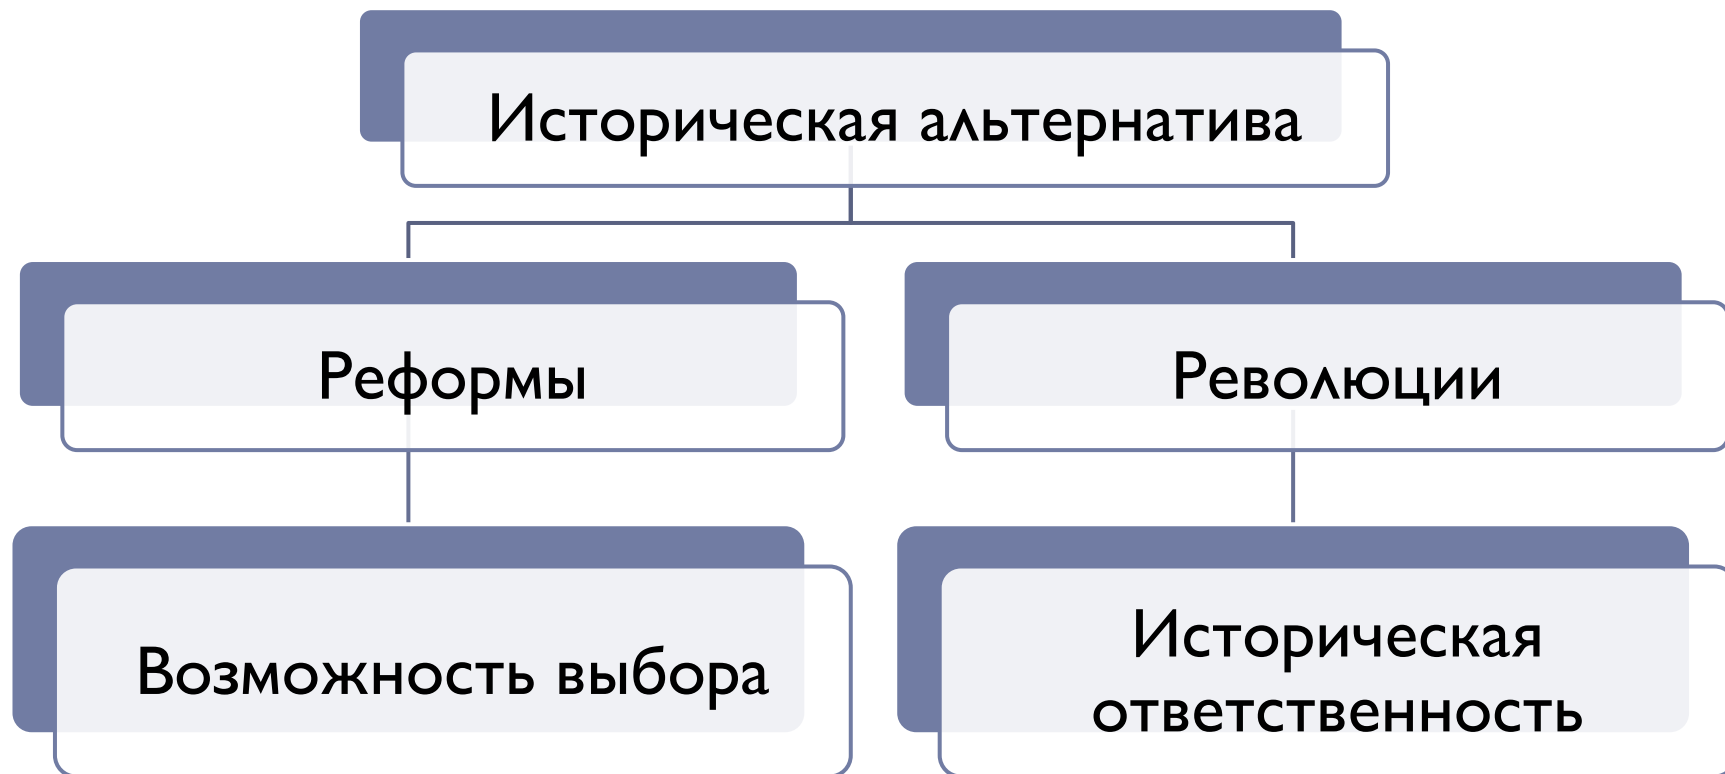 Историческая альтернатива
Реформы
Революции
Возможность выбора
Историческая
ответственность